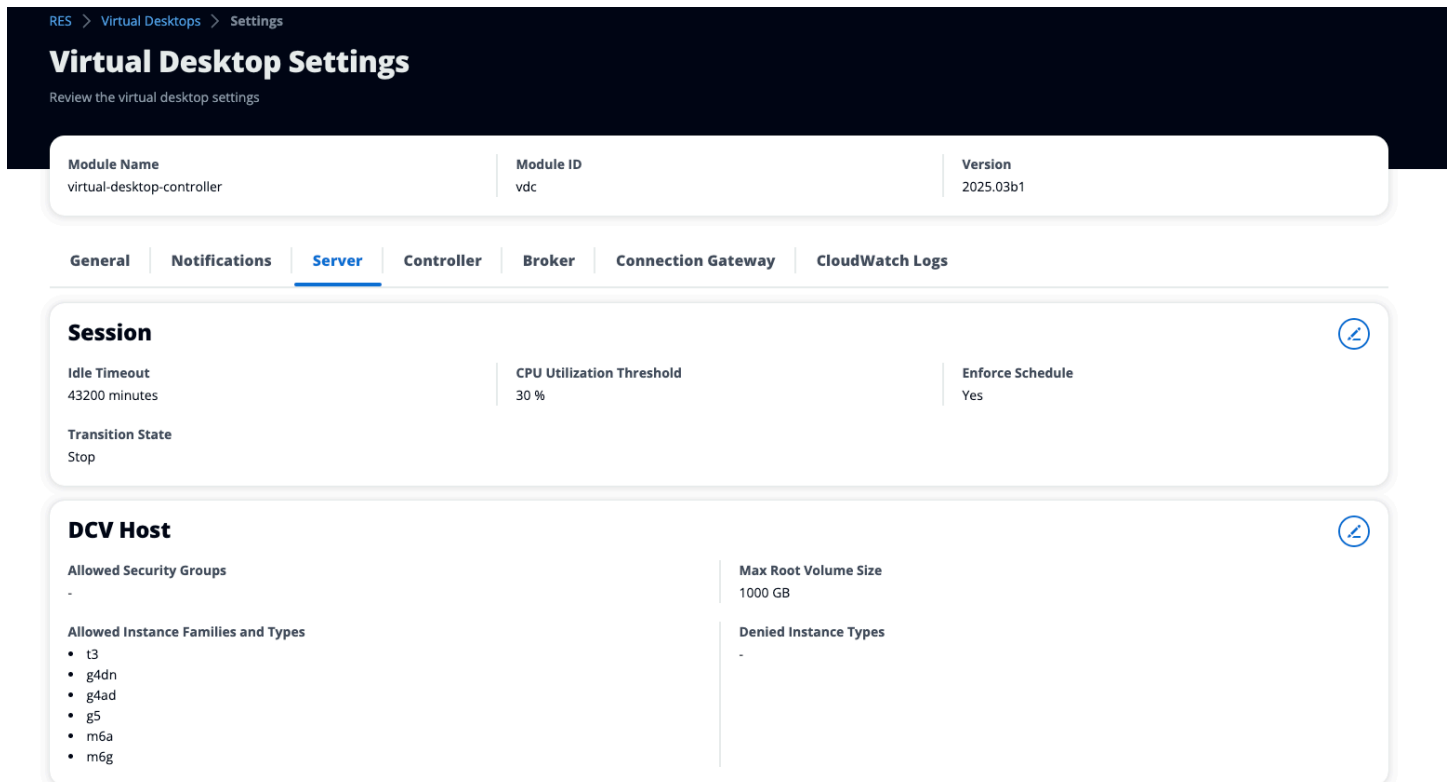 RES > Virtual Desktops > Settings
Virtual Desktop Settings
Review the virtual desktop settings
Module Name
virtual-desktop-controller
Module ID
vdc
Version
2025.03b1
General Notifications Server Controller Broker Connection Gateway CloudWatch Logs
Session
Idle Timeout
43200 minutes
CPU Utilization Threshold
30 %
Enforce Schedule
Yes
Transition State
Stop
DCV Host
Allowed Security Groups
-
Max Root Volume Size
1000 GB
Allowed Instance Families and Types
• t3
• g4dn
• g4ad
• g5
• m6a
• m6g
Denied Instance Types
-